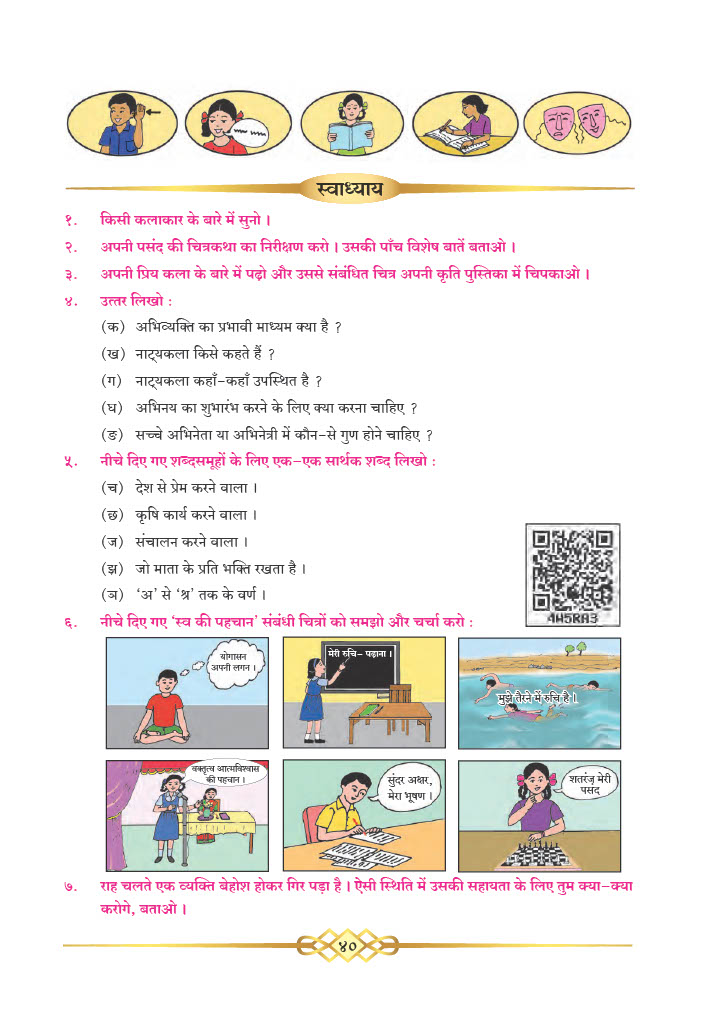 स्वाध्याय
१. किसी कलाकार के बारे में सुनो ।
२. अपनी पसंद की चित्रकथा का निरीक्षण करो । उसकी पाँच विशेष बातें बताओ ।
३. अपनी प्रिय कला के बारे में पढ़ो और उससे संबंधित चित्र अपनी कृति पुस्तिका में चिपकाओ ।
४. उत्तर लिखो :
(क) अभिव्यक्ति का प्रभावी माध्यम क्या है ?
(ख) नाट्यकला किसे कहते हैं ?
(ग) नाट्यकला कहाँ-कहाँ उपस्थित है ?
(घ) अभिनय का शुभारंभ करने के लिए क्या करना चाहिए ?
(ङ) सच्चे अभिनेता या अभिनेत्री में कौन-से गुण होने चाहिए ?
५. नीचे दिए गए शब्दसमूहों के लिए एक-एक सार्थक शब्द लिखो :
(च) देश से प्रेम करने वाला ।
(छ) कृषि कार्य करने वाला ।
(ज) संचालन करने वाला ।
(झ) जो माता के प्रति भक्ति रखता है ।
(ञ) ‘अ’ से ‘श्र’ तक के वर्ण ।
4W5RA3
६. नीचे दिए गए ‘स्व की पहचान’ संबंधी चित्रों को समझो और चर्चा करो :
योगासन
अपनी लगन ।
मेरी रुचि- पढ़ाना ।
मुझे तैरने में रुचि है ।
वक्तृत्व आत्मविश्वास
की पहचान ।
सुंदर अक्षर,
मेरा भूषण ।
शतरंज़ मेरी
पसंद
७. राह चलते एक व्यक्ति बेहोश होकर गिर पड़ा है । ऐसी स्थिति में उसकी सहायता के लिए तुम क्या-क्या
करोगे, बताओ ।
४०